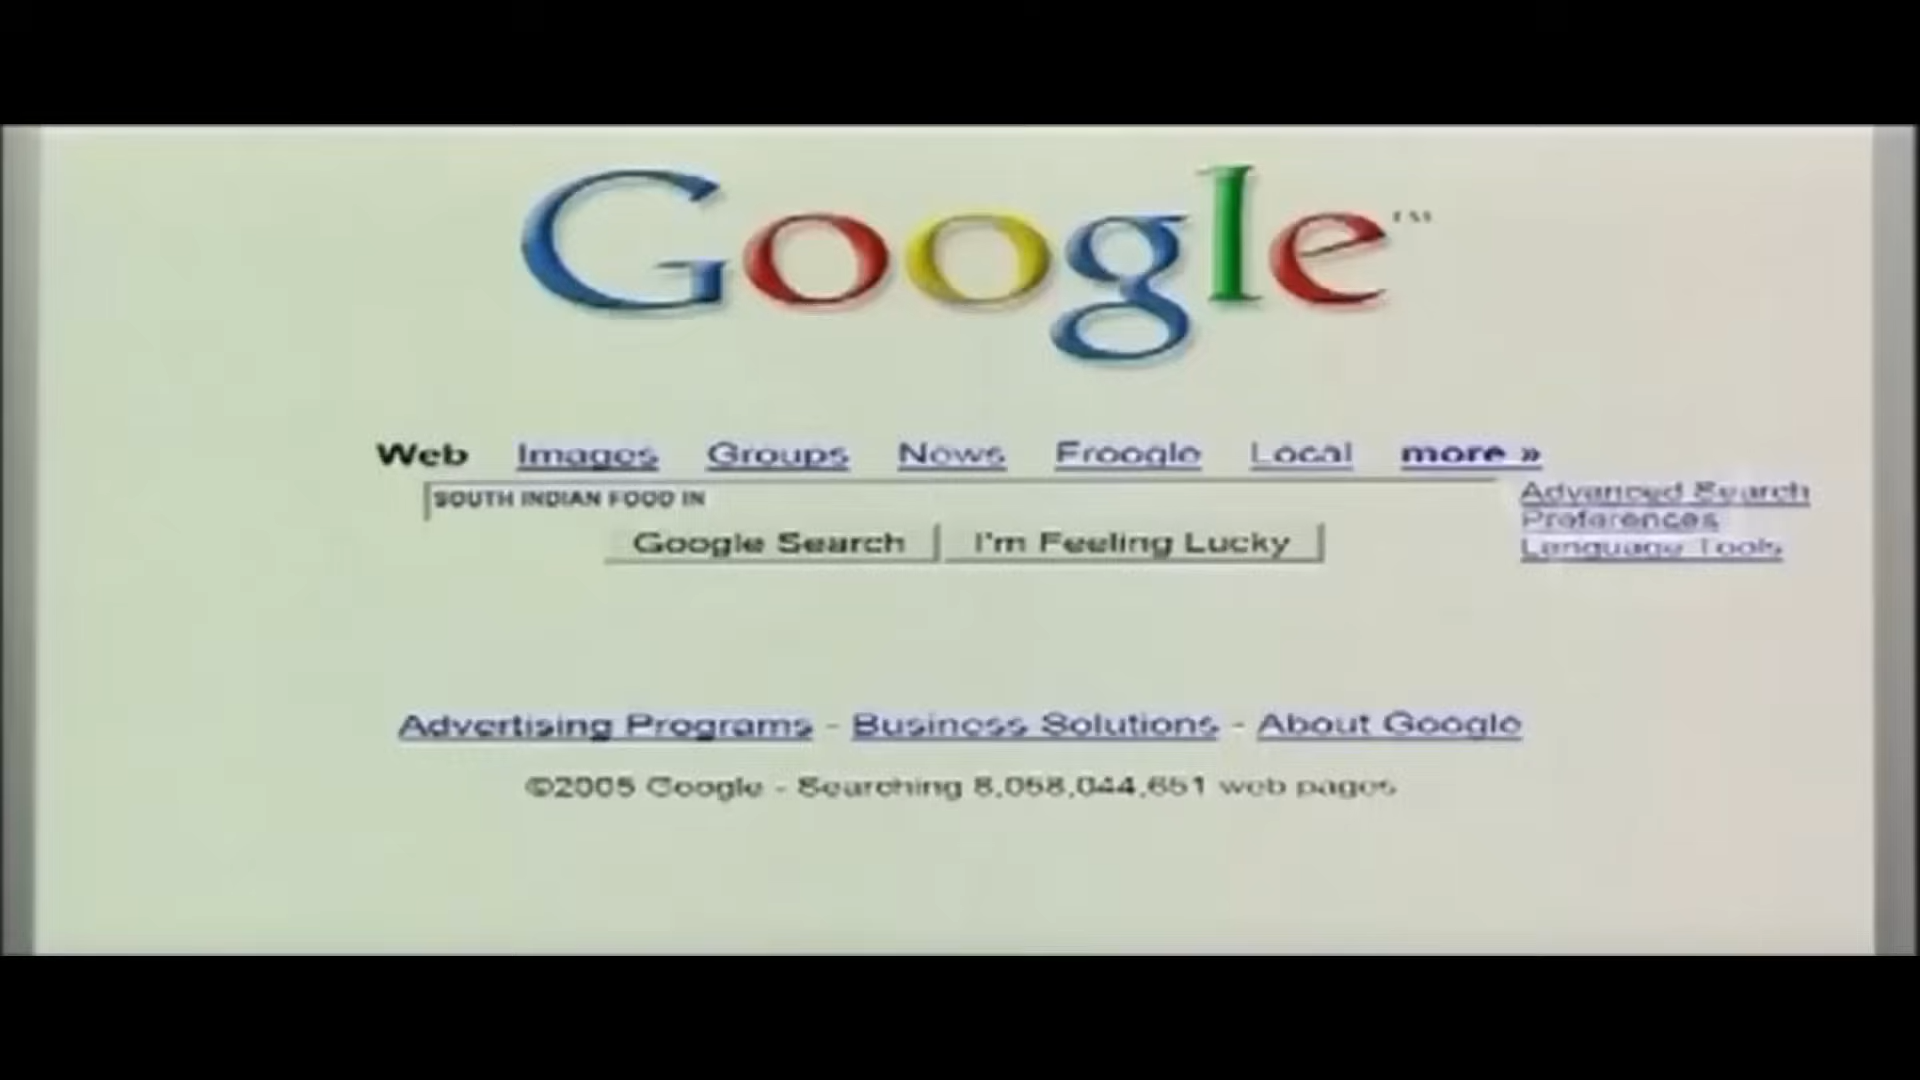 Google™
Web Images Groups News Froogle Local more »
SOUTH INDIAN FOOD IN
Advanced Search
Preferences
Language Tools
Google Search I'm Feeling Lucky
Advertising Programs - Business Solutions - About Google
©2005 Google - Searching 8,058,044,651 web pages